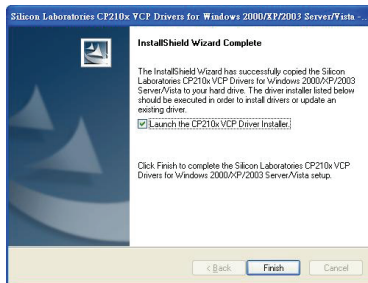 Silicon Laboratories CP210x VCP Drivers for Windows 2000/XP/2003 Server/Vista -...
InstallShield Wizard Complete
The InstallShield Wizard has successfully copied the Silicon
Laboratories CP210x VCP Drivers for Windows 2000/XP/2003
Server/Vista to your hard drive. The driver installer listed below
should be executed in order to install drivers or update an
existing driver.
Launch the CP210x VCP Driver Installer.
Click Finish to complete the Silicon Laboratories CP210x VCP
Drivers for Windows 2000/XP/2003 Server/Vista setup.
< Back Finish Cancel